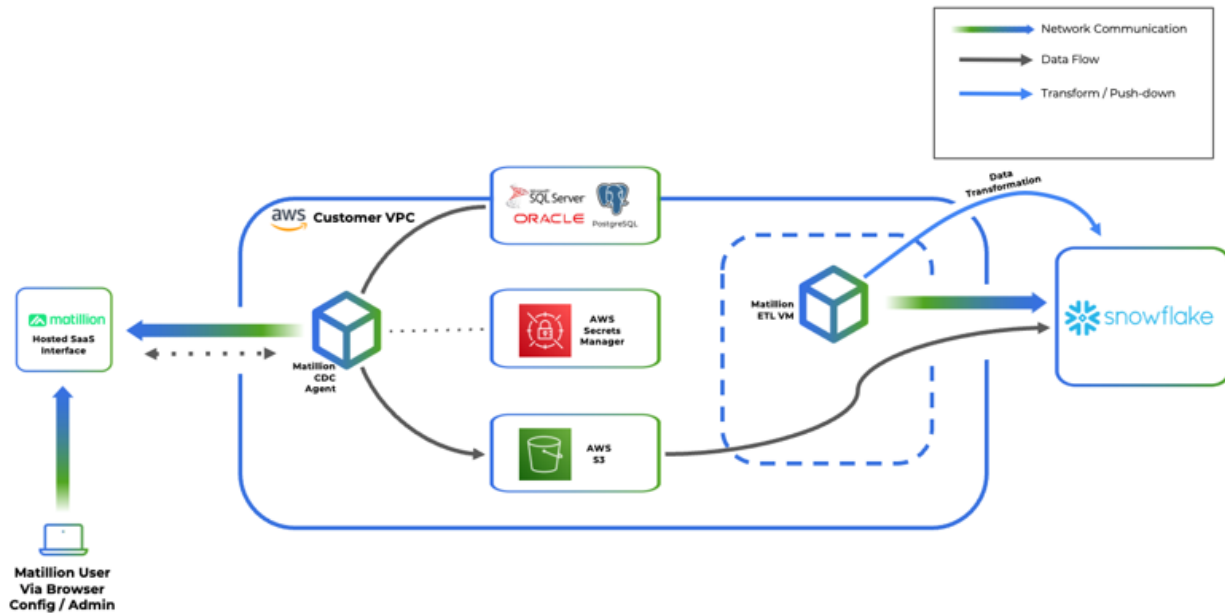 Network Communication
Data Flow
Transform / Push-down
Data
Transformation
aws Customer VPC
Microsoft
SQL Server
ORACLE
PostgreSQL
matillion
Hosted SaaS
Interface
Matillion
CDC
Agent
AWS
Secrets
Manager
Matillion
ETL VM
snowflake
AWS
S3
Matillion User
Via Browser
Config / Admin